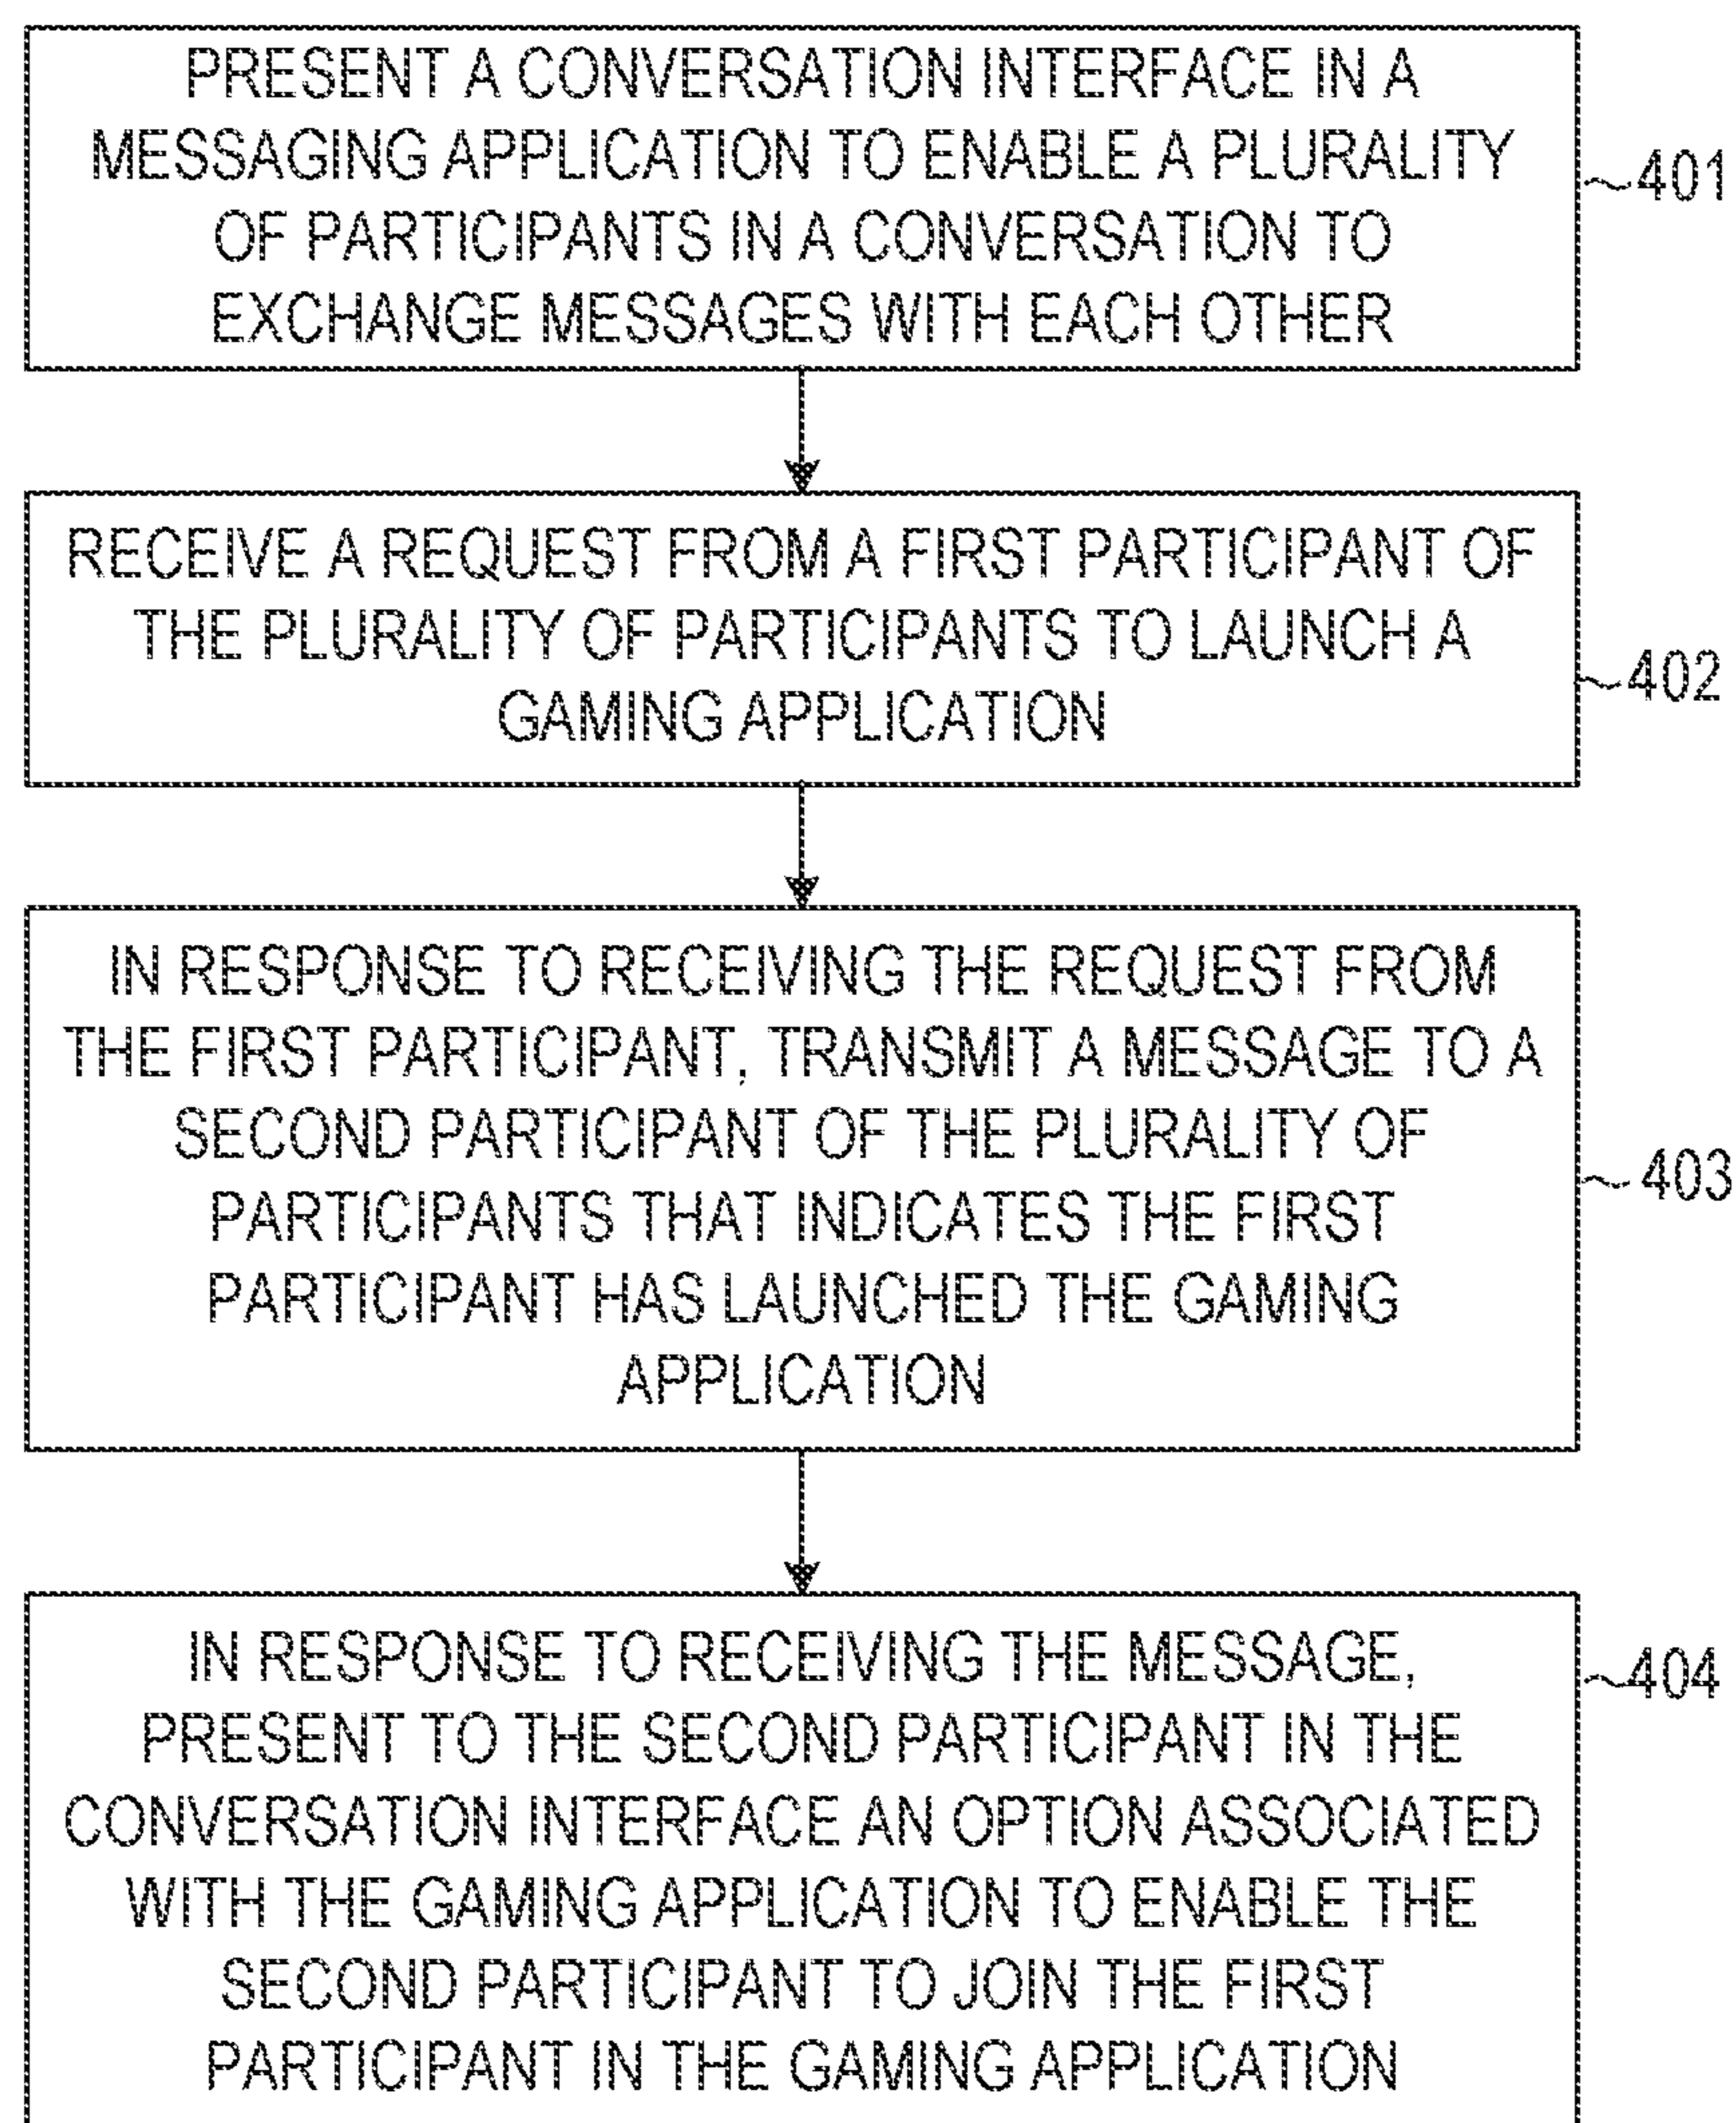 PRESENT A CONVERSATION INTERFACE IN A
MESSAGING APPLICATION TO ENABLE A PLURALITY
OF PARTICIPANTS IN A CONVERSATION TO
EXCHANGE MESSAGES WITH EACH OTHER
401
RECEIVE A REQUEST FROM A FIRST PARTICIPANT OF
THE PLURALITY OF PARTICIPANTS TO LAUNCH A
GAMING APPLICATION
402
IN RESPONSE TO RECEIVING THE REQUEST FROM
THE FIRST PARTICIPANT, TRANSMIT A MESSAGE TO A
SECOND PARTICIPANT OF THE PLURALITY OF
PARTICIPANTS THAT INDICATES THE FIRST
PARTICIPANT HAS LAUNCHED THE GAMING
APPLICATION
403
IN RESPONSE TO RECEIVING THE MESSAGE,
PRESENT TO THE SECOND PARTICIPANT IN THE
CONVERSATION INTERFACE AN OPTION ASSOCIATED
WITH THE GAMING APPLICATION TO ENABLE THE
SECOND PARTICIPANT TO JOIN THE FIRST
PARTICIPANT IN THE GAMING APPLICATION
404